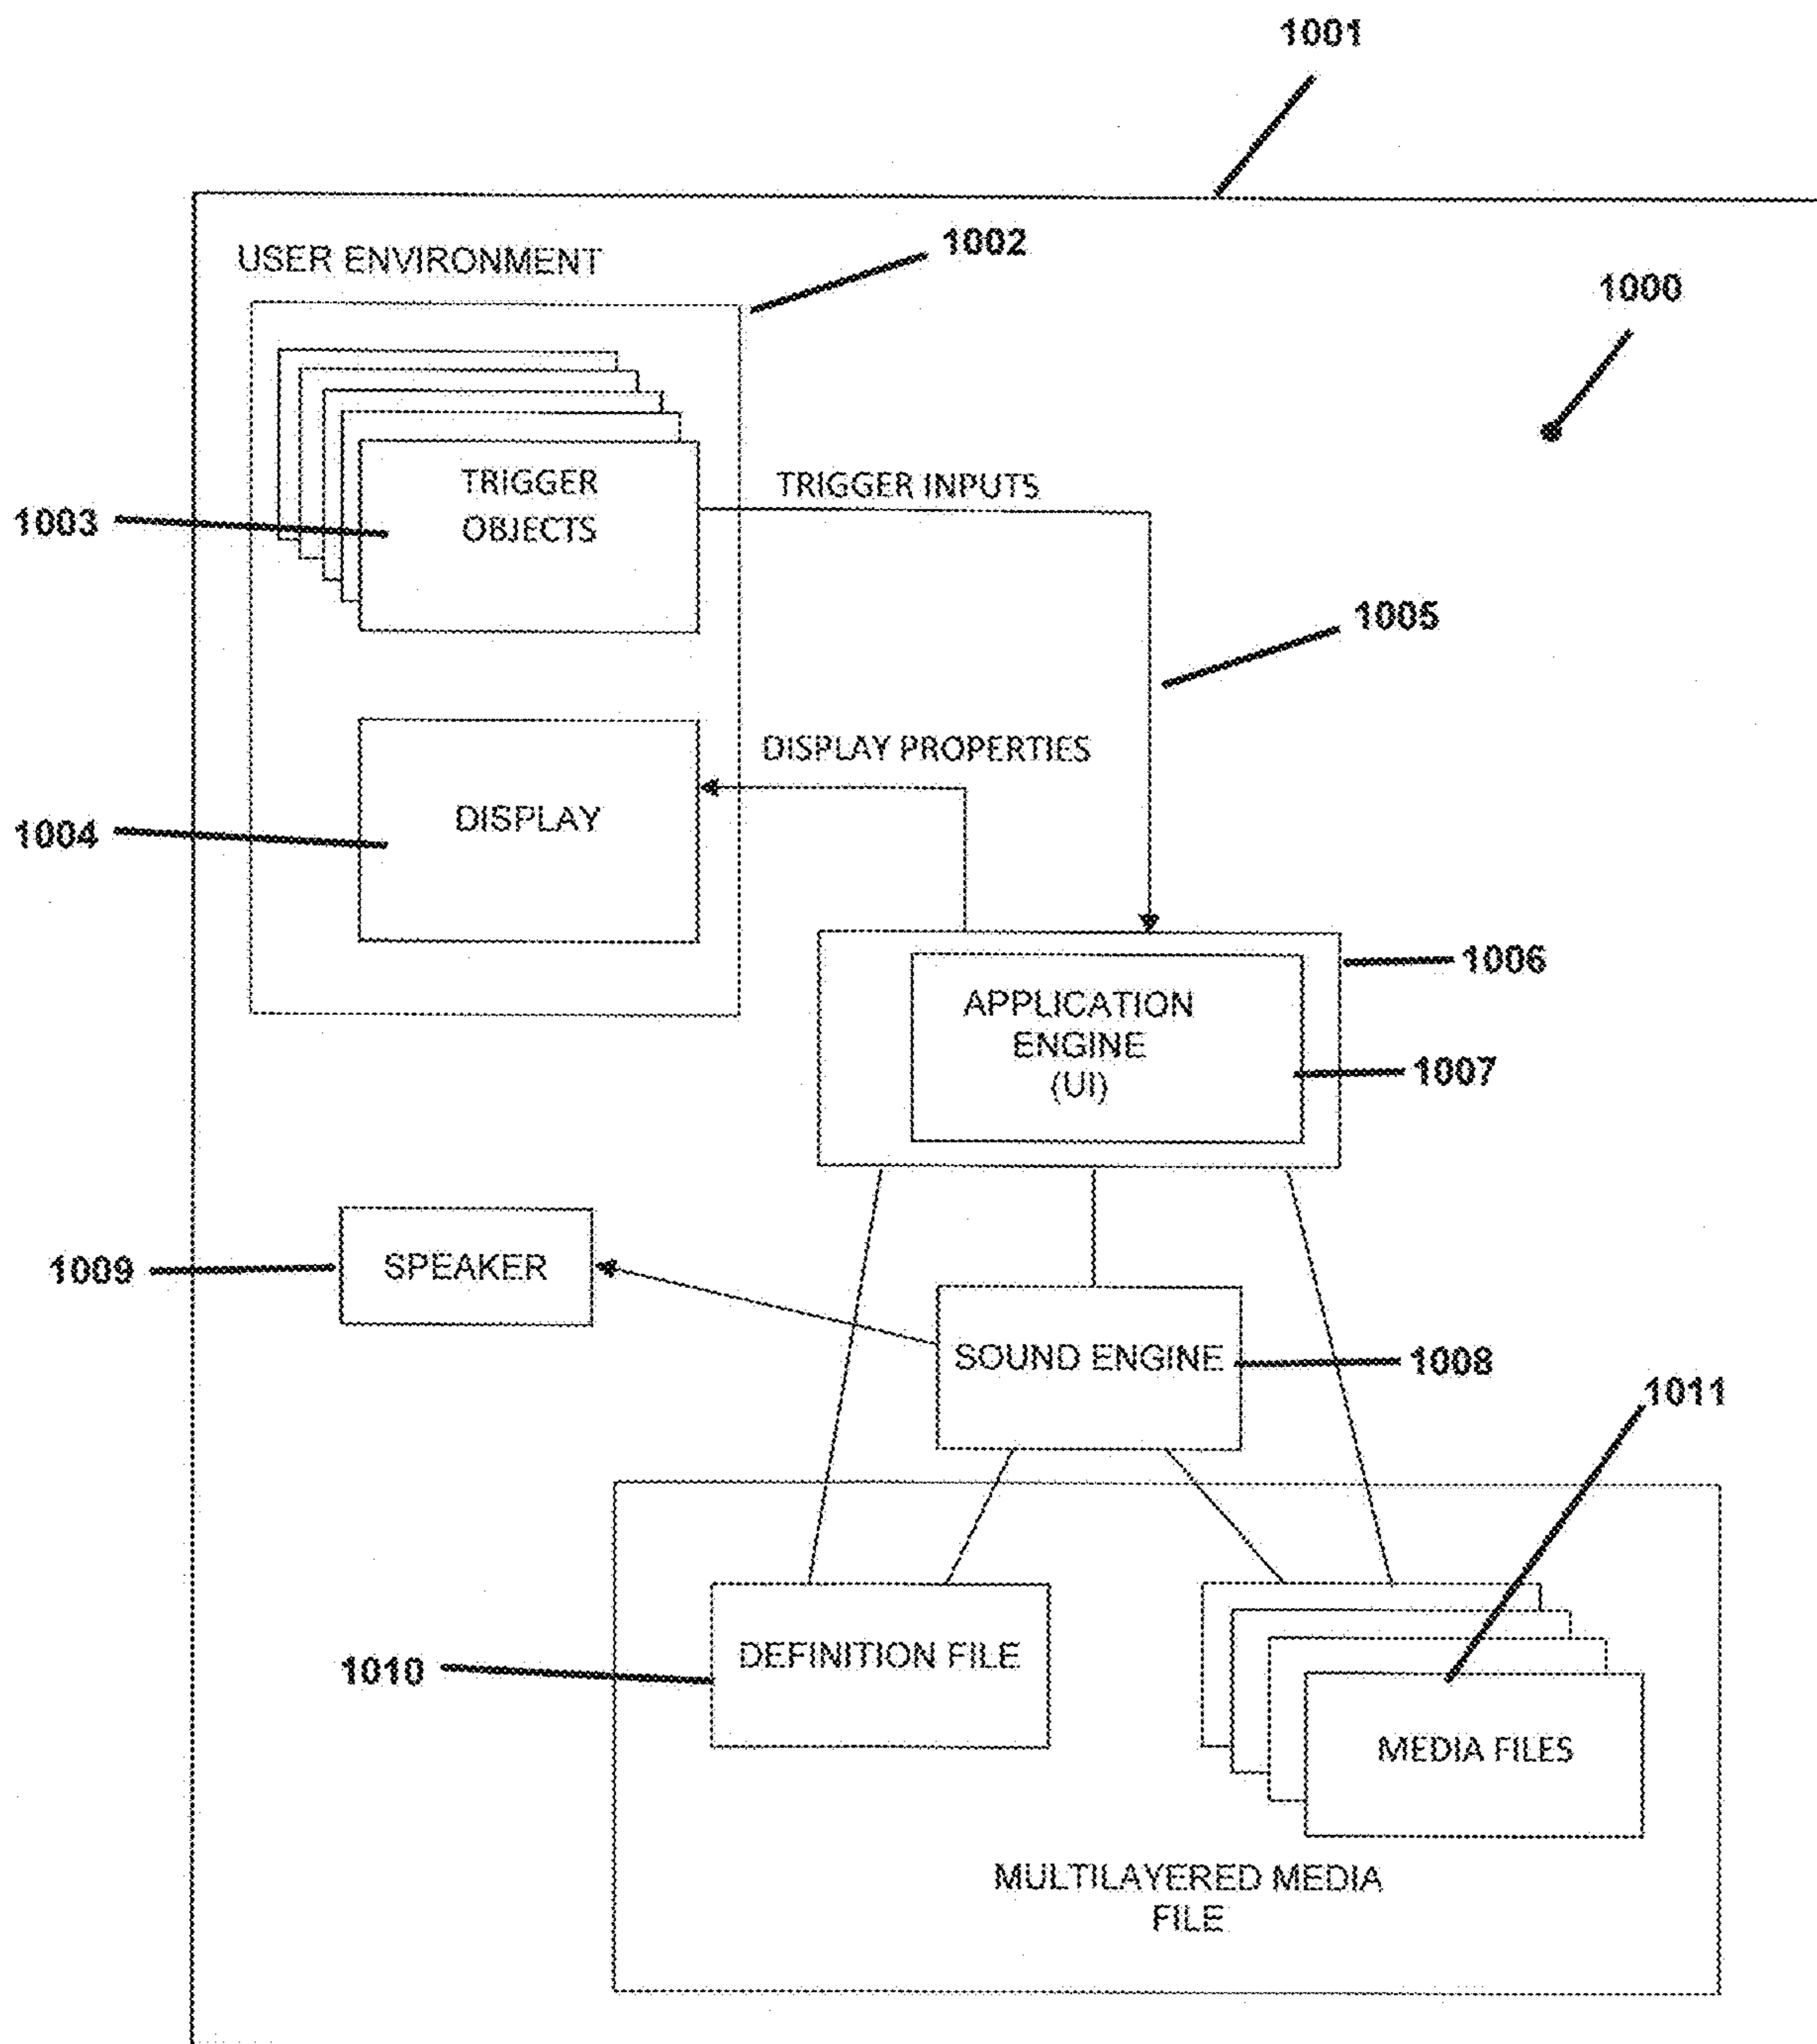 1001
USER ENVIRONMENT
1002
1000
TRIGGER
OBJECTS
TRIGGER INPUTS
1003
1005
DISPLAY PROPERTIES
DISPLAY
1004
1006
APPLICATION
ENGINE
(UI)
1007
SPEAKER
1009
SOUND ENGINE
1008
1011
DEFINITION FILE
1010
MEDIA FILES
MULTILAYERED MEDIA
FILE